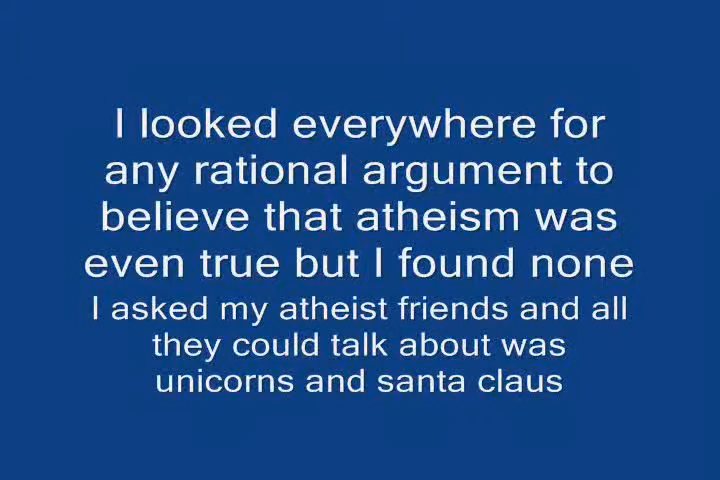 I looked everywhere for
any rational argument to
believe that atheism was
even true but I found none
I asked my atheist friends and all
they could talk about was
unicorns and santa claus